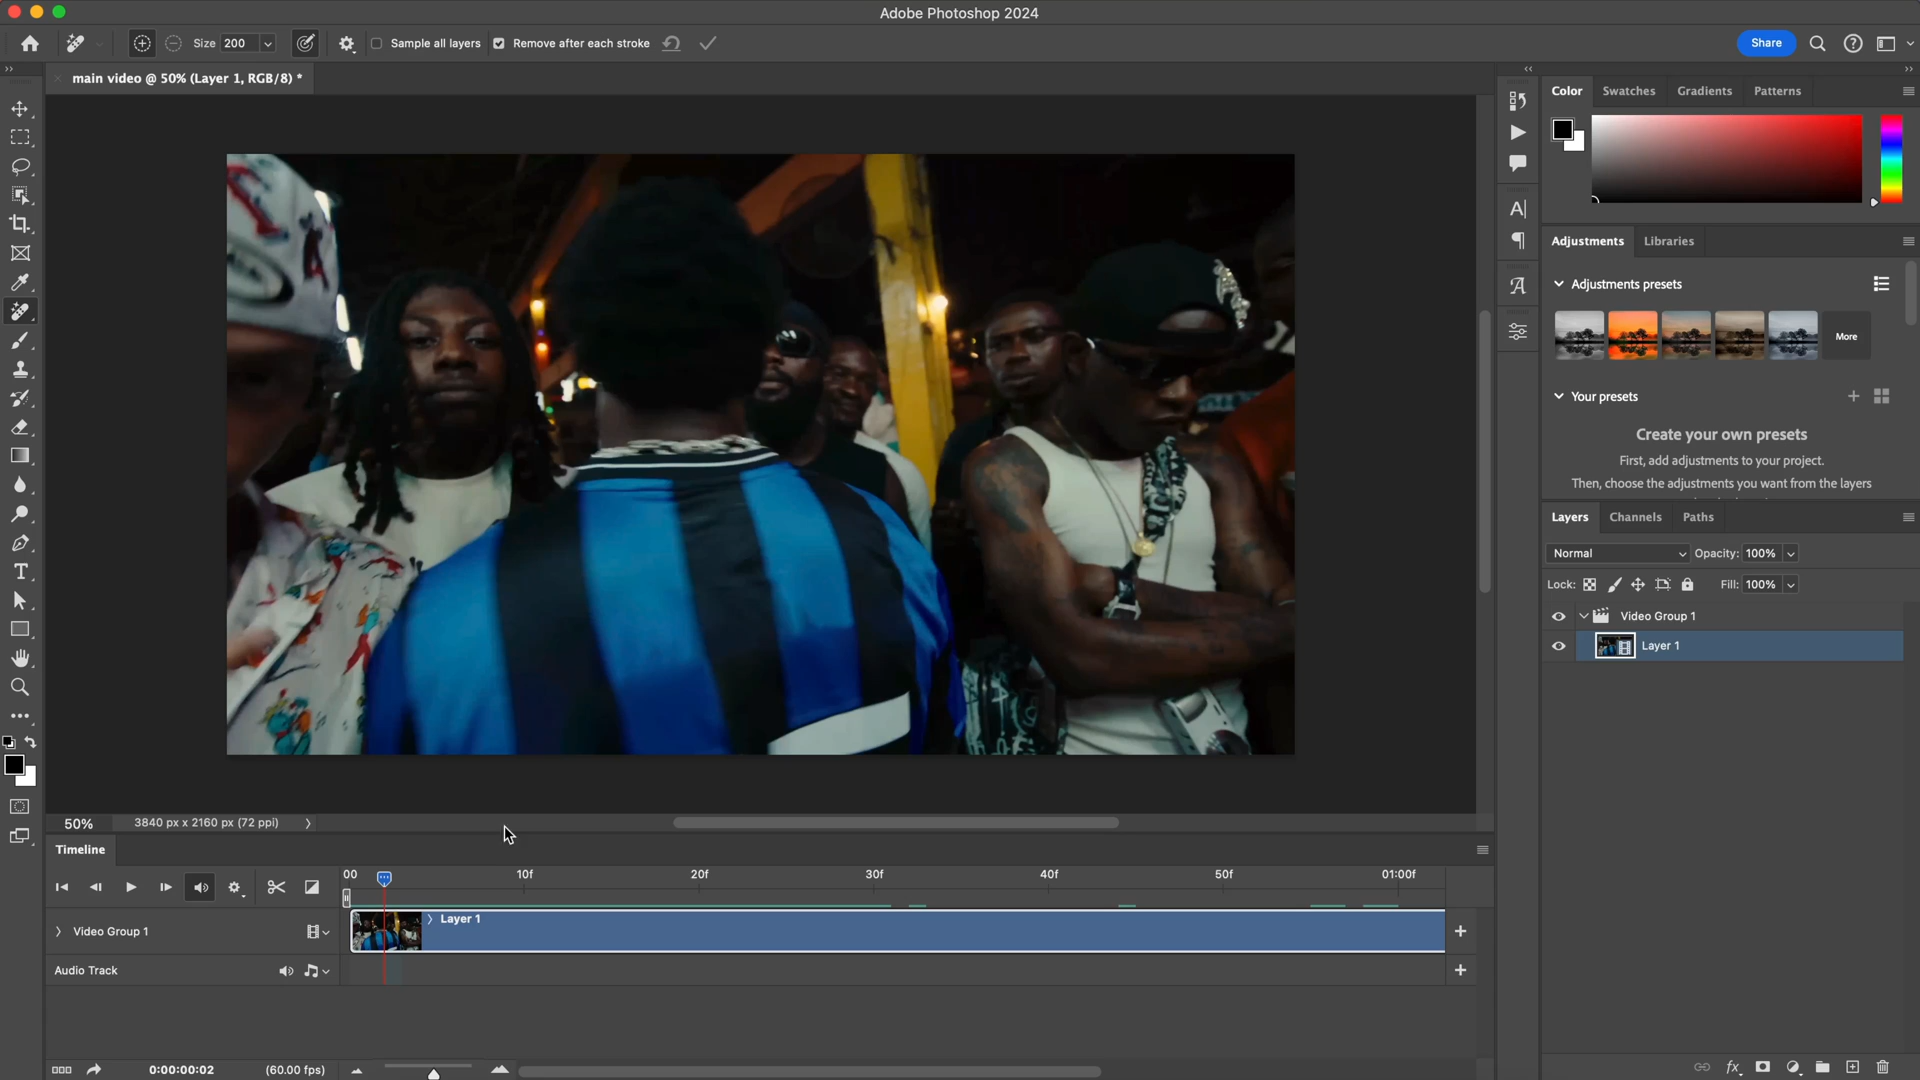 Adobe Photoshop 2024
Size 200 Sample all layers Remove after each stroke Share
main video @ 50% (Layer 1, RGB/8) *
Color Swatches Gradients Patterns
Adjustments Libraries
Adjustments presets
More
Your presets
Create your own presets
First, add adjustments to your project.
Then, choose the adjustments you want from the layers
Layers Channels Paths
Normal Opacity: 100%
Lock: Fill: 100%
Video Group 1
Layer 1
50% 3840 px x 2160 px (72 ppi)
Timeline
00 10f 20f 30f 40f 50f 01:00f
Layer 1
Video Group 1
Audio Track
0:00:00:02 (60.00 fps)